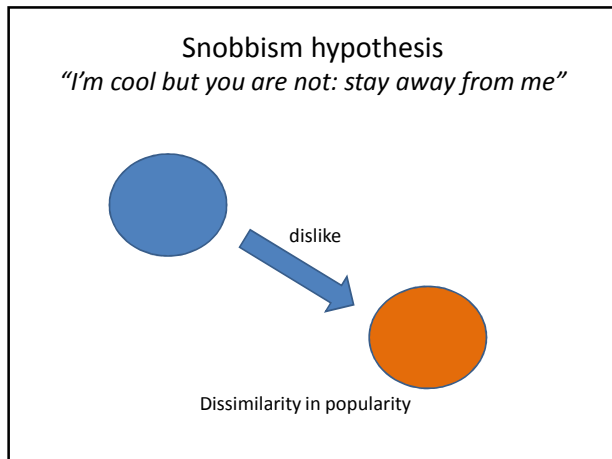 Snobbism hypothesis
“I’m cool but you are not: stay away from me”
dislike
Dissimilarity in popularity